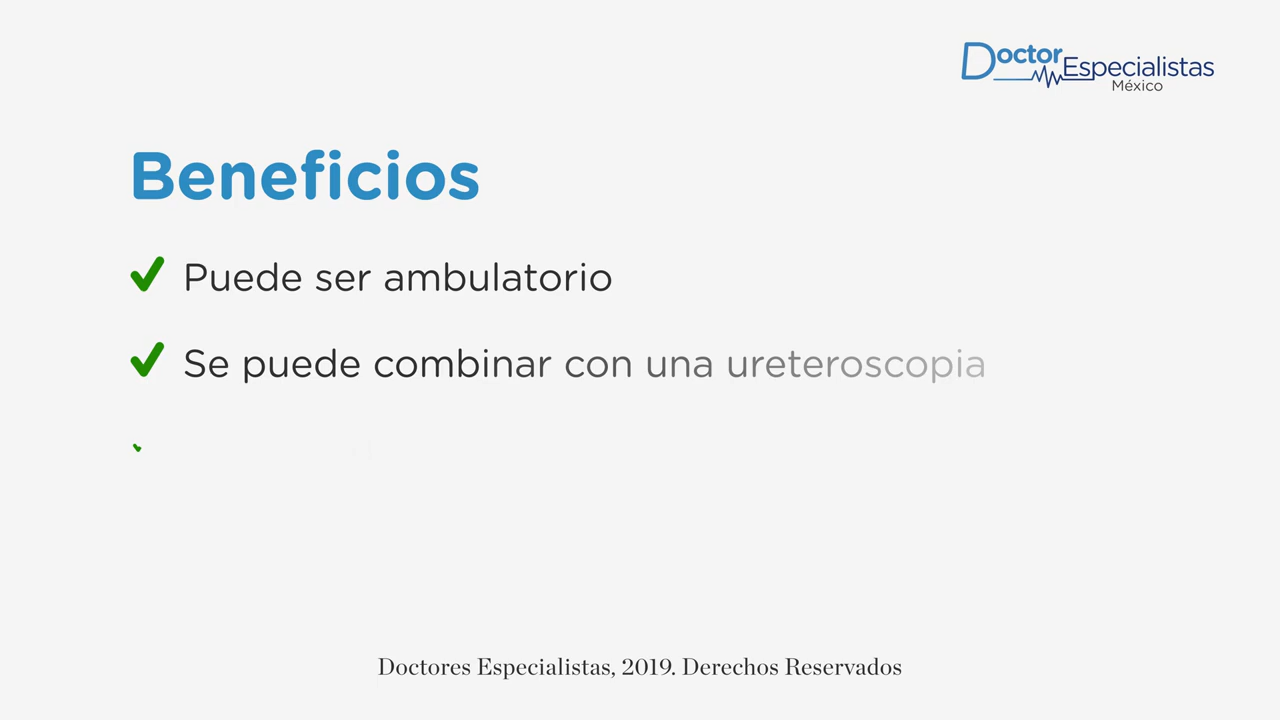 Doctor Especialistas
México
Beneficios
Puede ser ambulatorio
Se puede combinar con una ureteroscopia
Doctores Especialistas, 2019. Derechos Reservados